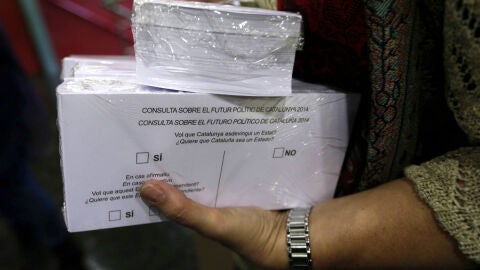 CONSULTA SOBRE EL FUTUR POLÍTIC DE CATALUNYA 2014
CONSULTA SOBRE EL FUTURO POLÍTICO DE CATALUÑA 2014
Vol que Catalunya esdevingui un Estat?
¿Quiere que Cataluña sea un Estado?
SÍ
NO
En cas afirmatiu,
En caso
Vol que aquest
¿Quiere que este
SÍ